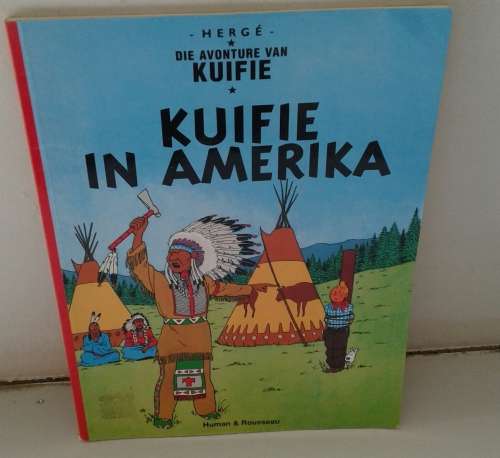 - HERGÉ -
DIE AVONTURE VAN
KUIFIE
KUIFIE
IN AMERIKA
Human & Rousseau